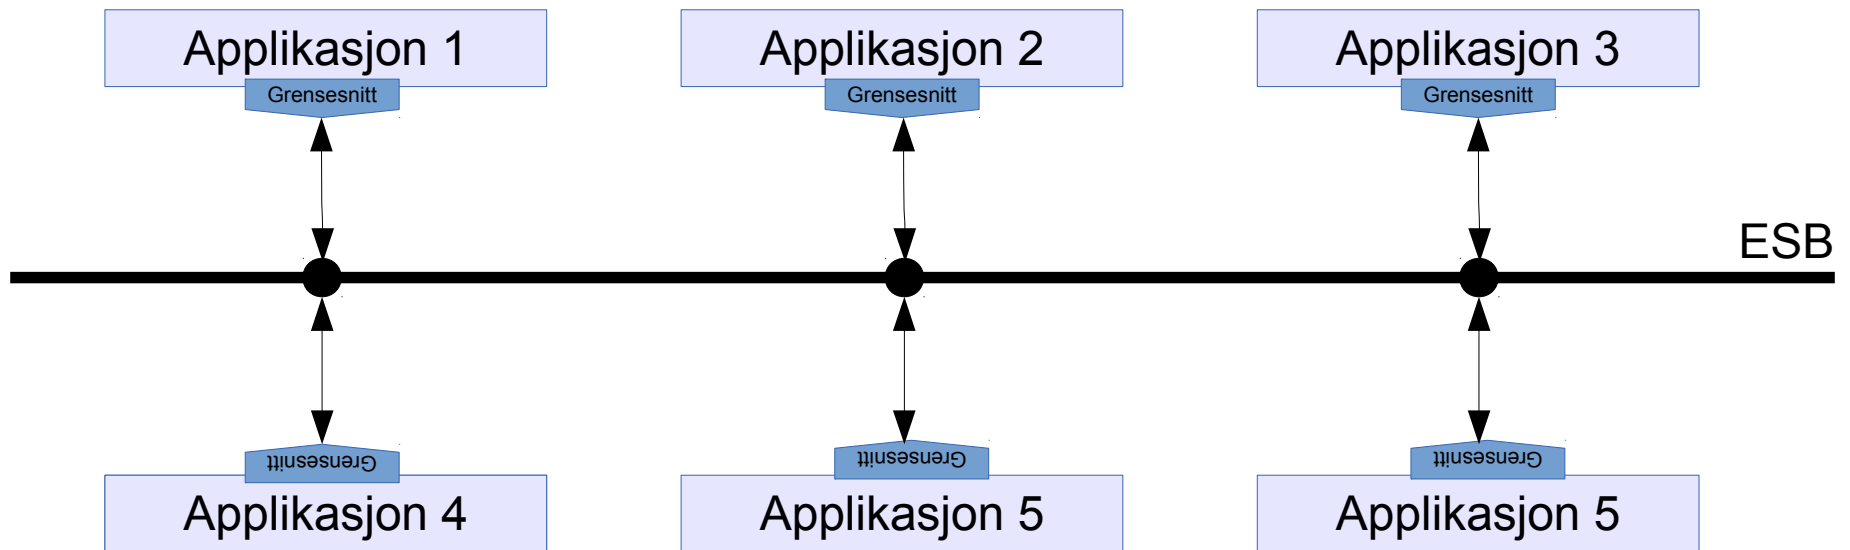 Applikasjon 1
Applikasjon 2
Applikasjon 3
Grensesnitt
Grensesnitt
Grensesnitt
ESB
Grensesnitt
Grensesnitt
Grensesnitt
Applikasjon 4
Applikasjon 5
Applikasjon 5